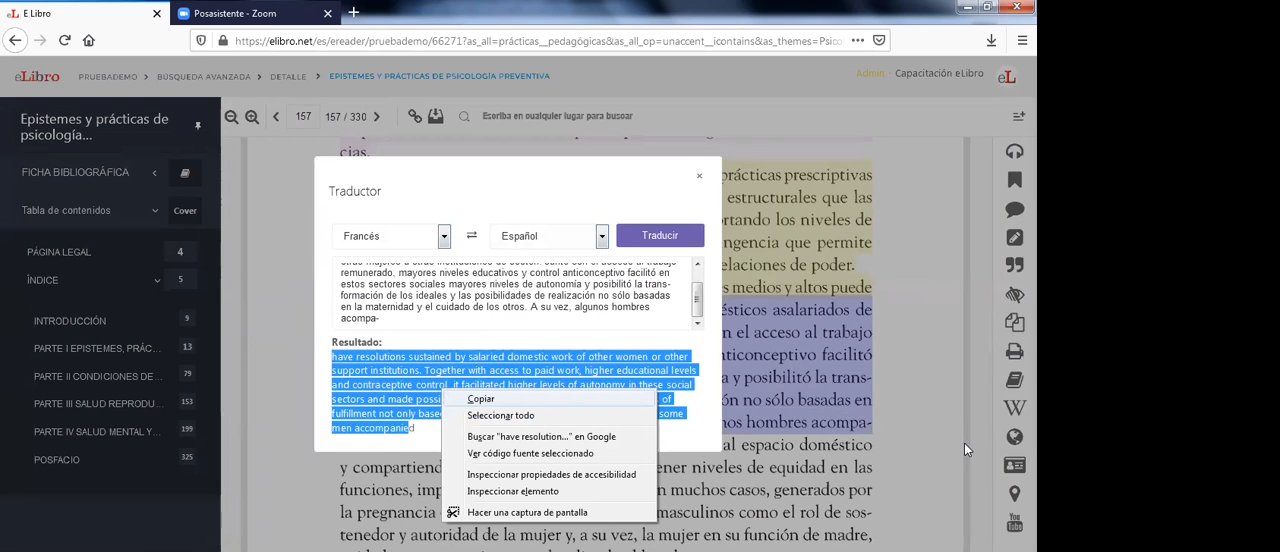 E Libro
Posasistente - Zoom
https://elibro.net/es/ereader/pruebademo/66271?as_all=prácticas__pedagógicas&as_all_op=unaccent__icontains&as_themes=Psico
eLibro
PRUEBADEMO
BÚSQUEDA AVANZADA
DETALLE
EPISTEMES Y PRÁCTICAS DE PSICOLOGÍA PREVENTIVA
Admin - Capacitación eLibro
eL
Epistemes y prácticas de
psicología...
FICHA BIBLIOGRÁFICA
Tabla de contenidos
Cover
PÁGINA LEGAL 4
ÍNDICE 5
INTRODUCCIÓN 9
PARTE I EPISTEMES, PRÁC... 13
PARTE II CONDICIONES DE...
PARTE III SALUD REPRODU... 153
PARTE IV SALUD MENTAL Y... 199
POSFACIO 325
157
157 / 330
Escriba en cualquier lugar para buscar
cias.
prácticas prescriptivas
estructurales que las
rtando los niveles de
ngencia que permite
elaciones de poder.
s medios y altos puede
ésticos asalariados de
n el acceso al trabajo
nticonceptivo facilitó
a y posibilitó la trans-
ón no sólo basadas en
nos hombres acompa-
al espacio doméstico
y compartiend
ener niveles de equidad en las
funciones, imp
n muchos casos, generados por
la pregnancia
masculinos como el rol de sos-
tenedor y autoridad de la mujer y, a su vez, la mujer en su función de madre,
Traductor
×
Francés
Español
Traducir
remunerado, mayores niveles educativos y control anticonceptivo facilitó en
estos sectores sociales mayores niveles de autonomía y posibilitó la trans-
formación de los ideales y las posibilidades de realización no sólo basadas
en la maternidad y el cuidado de los otros. A su vez, algunos hombres
acompa-
Resultado:
have resolutions sustained by salaried domestic work of other women or other
support institutions. Together with access to paid work, higher educational levels
and contraceptive control, it facilitated higher levels of autonomy in these social
sectors and made possi
s of
fulfillment not only base
some
men accompanied
Copiar
Seleccionar todo
Buscar "have resolution..." en Google
Ver código fuente seleccionado
Inspeccionar propiedades de accesibilidad
Inspeccionar elemento
Hacer una captura de pantalla
W
You
Tube